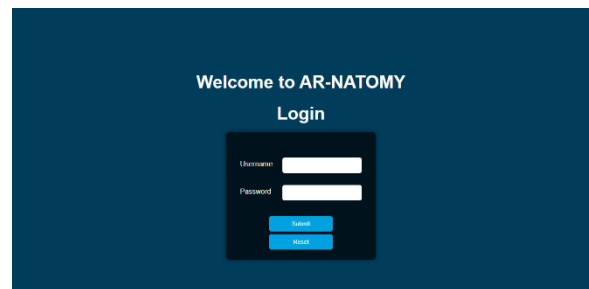 Welcome to AR-NATOMY
Login
Username
Password
Submit
Reset